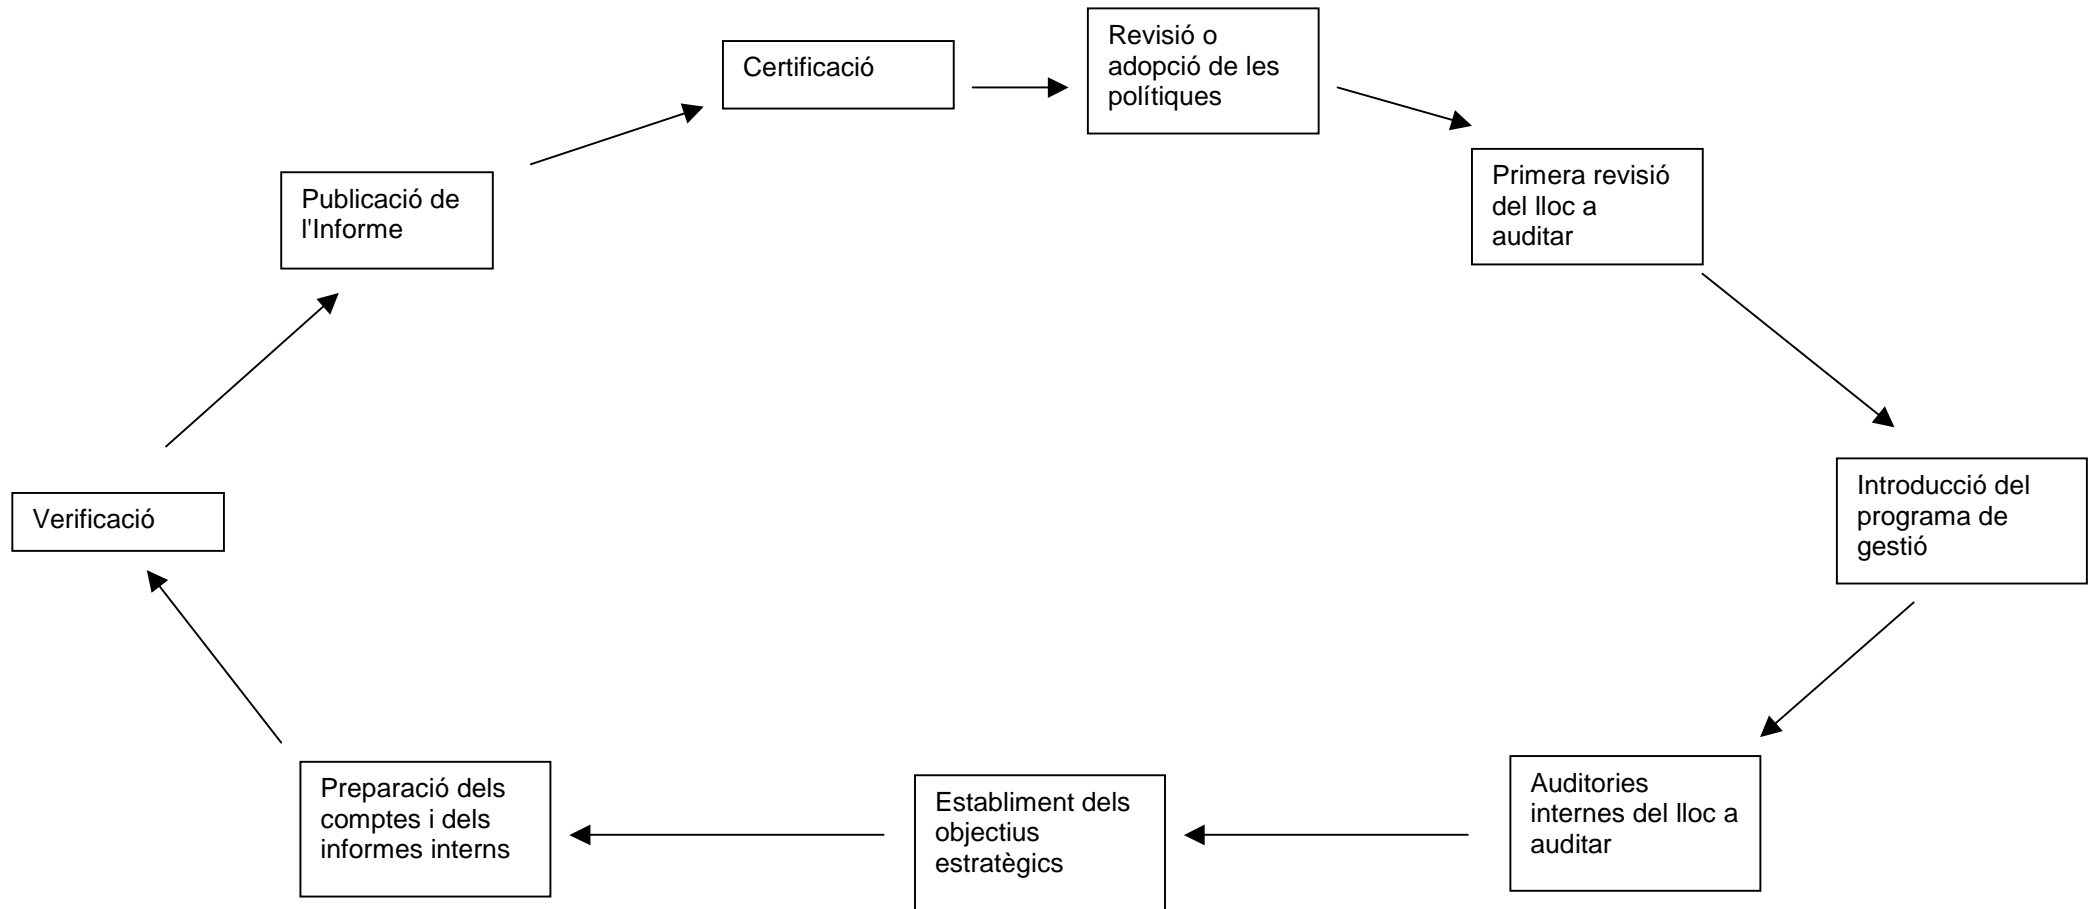 Certificació
Revisió o
adopció de les
polítiques
Primera revisió
del lloc a
auditar
Introducció del
programa de
gestió
Auditories
internes del lloc a
auditar
Establiment dels
objectius
estratègics
Preparació dels
comptes i dels
informes interns
Verificació
Publicació de
l'Informe